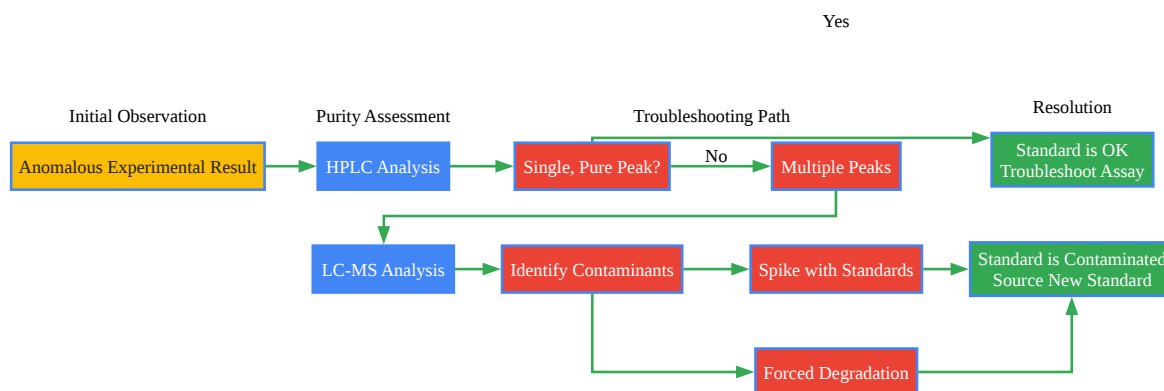 Yes
Initial Observation
Purity Assessment
Troubleshooting Path
Resolution
Anomalous Experimental Result
HPLC Analysis
Single, Pure Peak?
No
Multiple Peaks
Standard is OK
Troubleshoot Assay
LC-MS Analysis
Identify Contaminants
Spike with Standards
Standard is Contaminated
Source New Standard
Forced Degradation